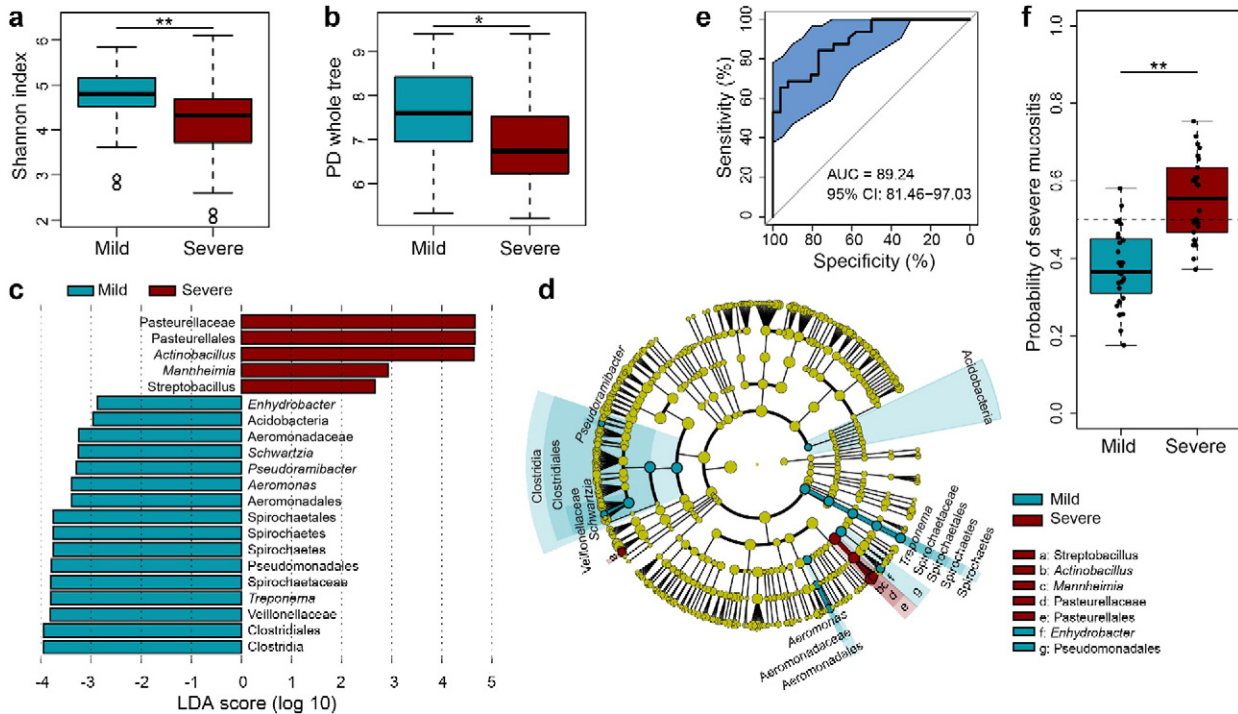 a
**
Shannon index
6
5
4
3
2
Mild
Severe
b
*
PD whole tree
9
8
7
6
Mild
Severe
e
Sensitivity (%)
100
80
60
40
20
0
AUC = 89.24
95% CI: 81.46–97.03
100
80
60
40
20
0
Specificity (%)
f
**
Probability of severe mucositis
1.0
0.8
0.6
0.4
0.2
0.0
Mild
Severe
c
Mild
Severe
Pasteurellaceae
Pasteurellales
Actinobacillus
Mannheimia
Streptobacillus
Enhydrobacter
Acidobacteria
Aeromonadaceae
Schwartzia
Pseudoramibacter
Aeromonas
Aeromonadales
Spirochaetales
Spirochaetes
Spirochaetes
Pseudomonadales
Spirochaetaceae
Treponema
Veillonellaceae
Clostridiales
Clostridia
-4
-3
-2
-1
0
1
2
3
4
5
LDA score (log 10)
d
Pseudoramibacter
Clostridia
Clostridiales
Veillonellaceae
Schwartzia
a
Acidobacteria
Treponema
Spirochaetaceae
Spirochaetales
Spirochaetes
Spirochaetes
b
c
d
e
f
g
Aeromonas
Aeromonadaceae
Aeromonadales
Mild
Severe
a: Streptobacillus
b: Actinobacillus
c: Mannheimia
d: Pasteurellaceae
e: Pasteurellales
f: Enhydrobacter
g: Pseudomonadales